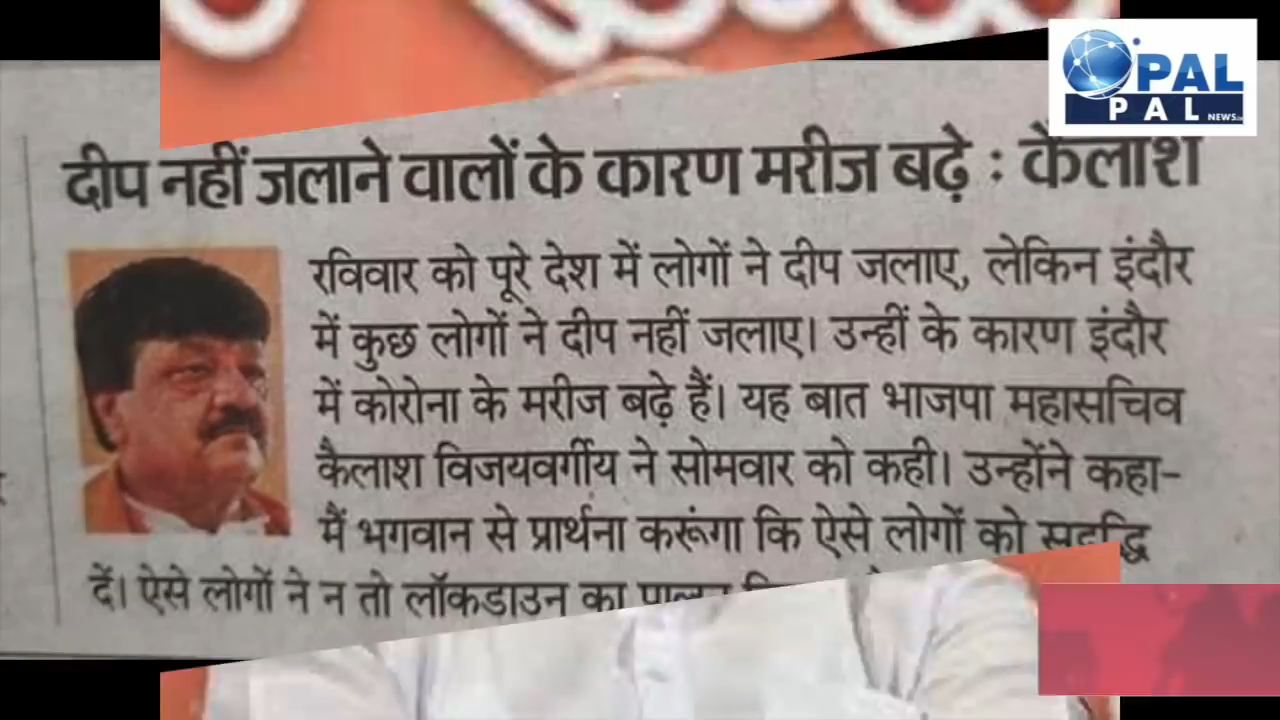 PAL
PAL NEWS
दीप नहीं जलाने वालों के कारण मरीज बढ़े : कैलाश
रविवार को पूरे देश में लोगों ने दीप जलाए, लेकिन इंदौर
में कुछ लोगों ने दीप नहीं जलाए। उन्हीं के कारण इंदौर
में कोरोना के मरीज बढ़े हैं। यह बात भाजपा महासचिव
कैलाश विजयवर्गीय ने सोमवार को कही। उन्होंने कहा-
मैं भगवान से प्रार्थना करूंगा कि ऐसे लोगों को
दें। ऐसे लोगों ने न तो लॉकडाउन का